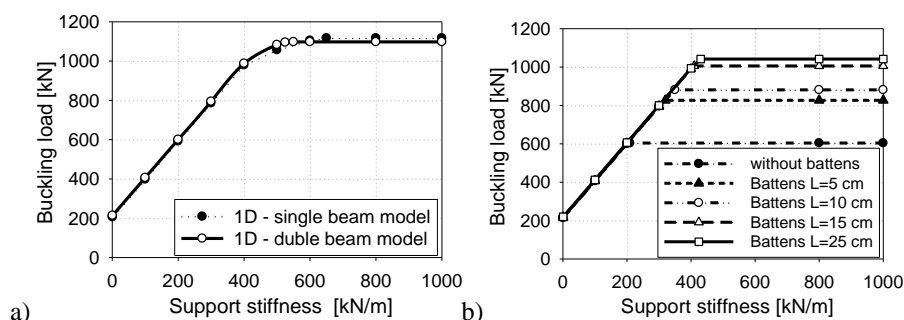 a)
Buckling load [kN]
1200
1000
800
600
400
200
0
0 200 400 600 800 1000
Support stiffness [kN/m]
1D - single beam model
1D - duble beam model
b)
Buckling load [kN]
1200
1000
800
600
400
200
0
0 200 400 600 800 1000
Support stiffness [kN/m]
without battens
Battens L=5 cm
Battens L=10 cm
Battens L=15 cm
Battens L=25 cm